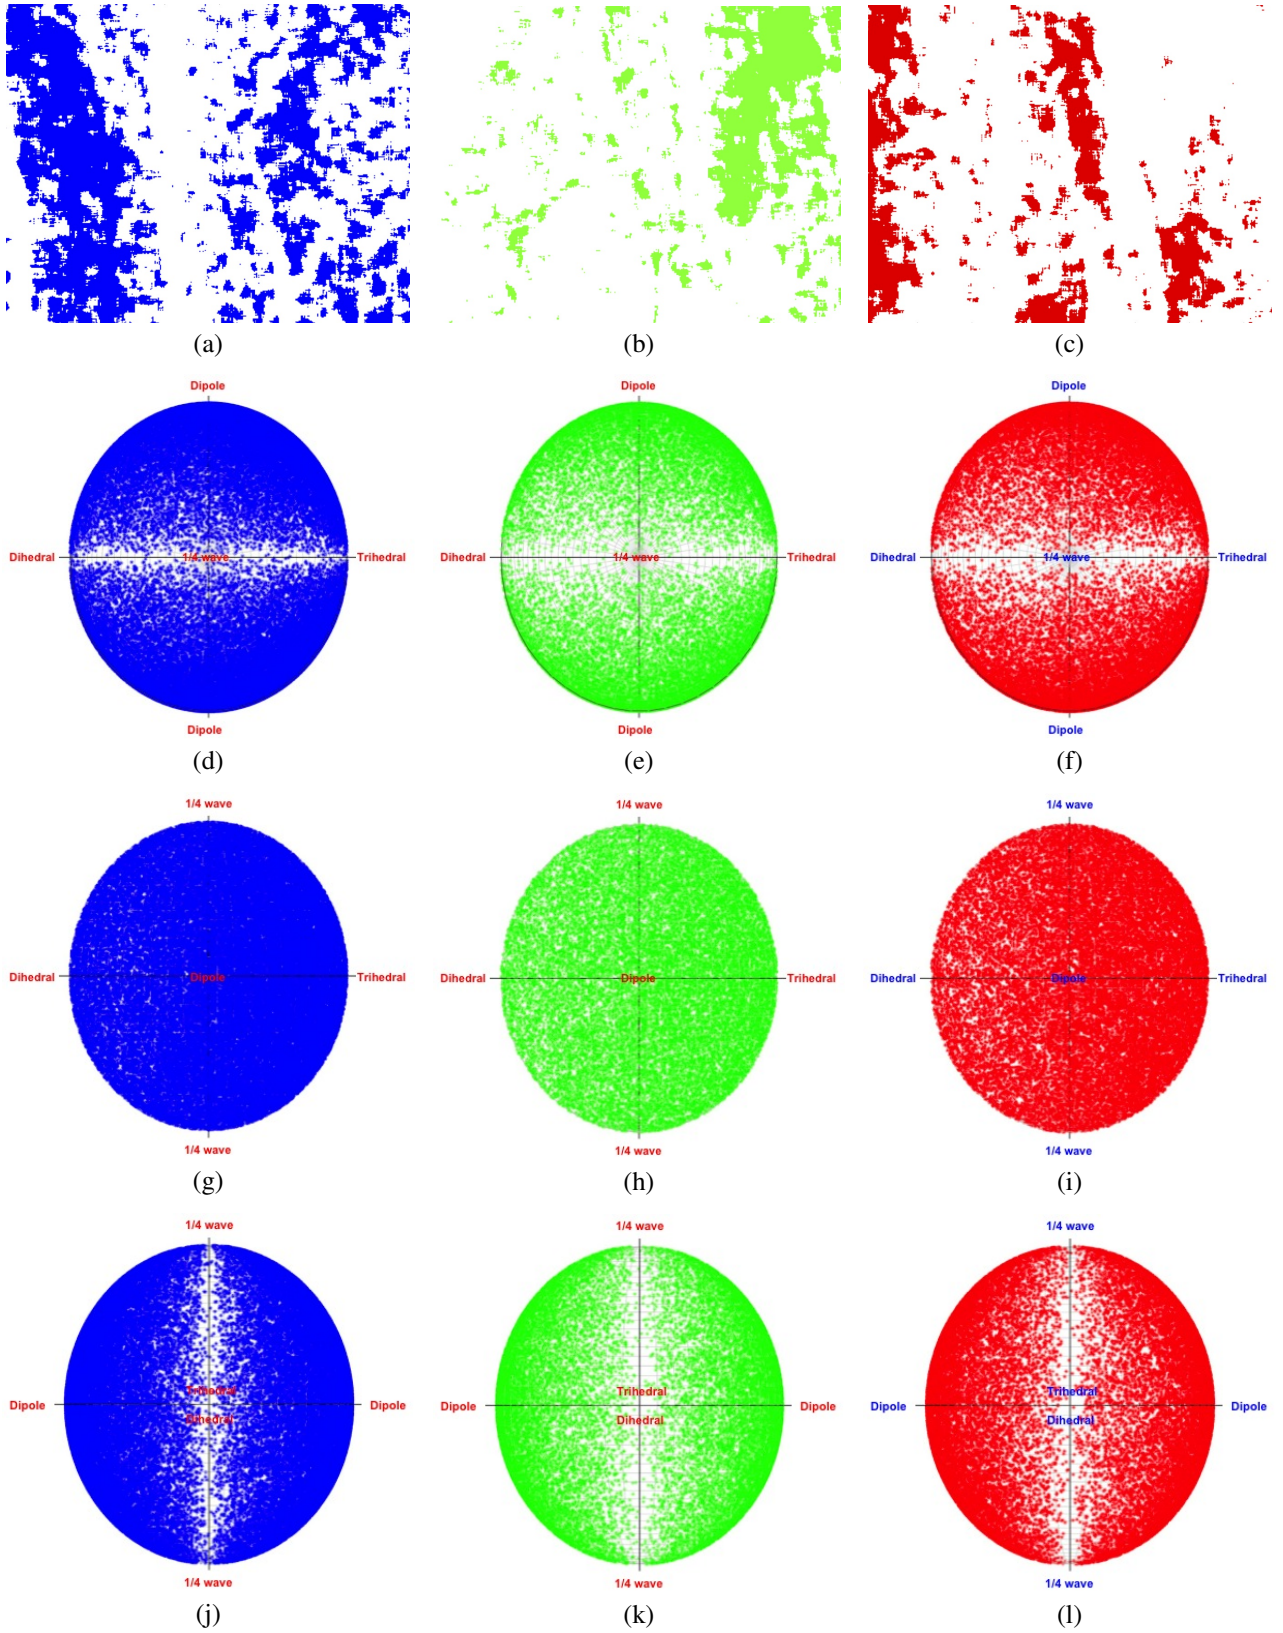 (a) (b) (c)
Dipole Dipole Dipole
Dihedral 1/4 wave Trihedral Dihedral 1/4 wave Trihedral Dihedral 1/4 wave Trihedral
Dipole Dipole Dipole
(d) (e) (f)
1/4 wave 1/4 wave 1/4 wave
Dihedral Dipole Trihedral Dihedral Dipole Trihedral Dihedral Dipole Trihedral
1/4 wave 1/4 wave 1/4 wave
(g) (h) (i)
1/4 wave 1/4 wave 1/4 wave
Trihedral Trihedral Trihedral
Dipole Dipole Dipole Dipole Dipole Dipole
Dihedral Dihedral Dihedral
1/4 wave 1/4 wave 1/4 wave
(j) (k) (l)